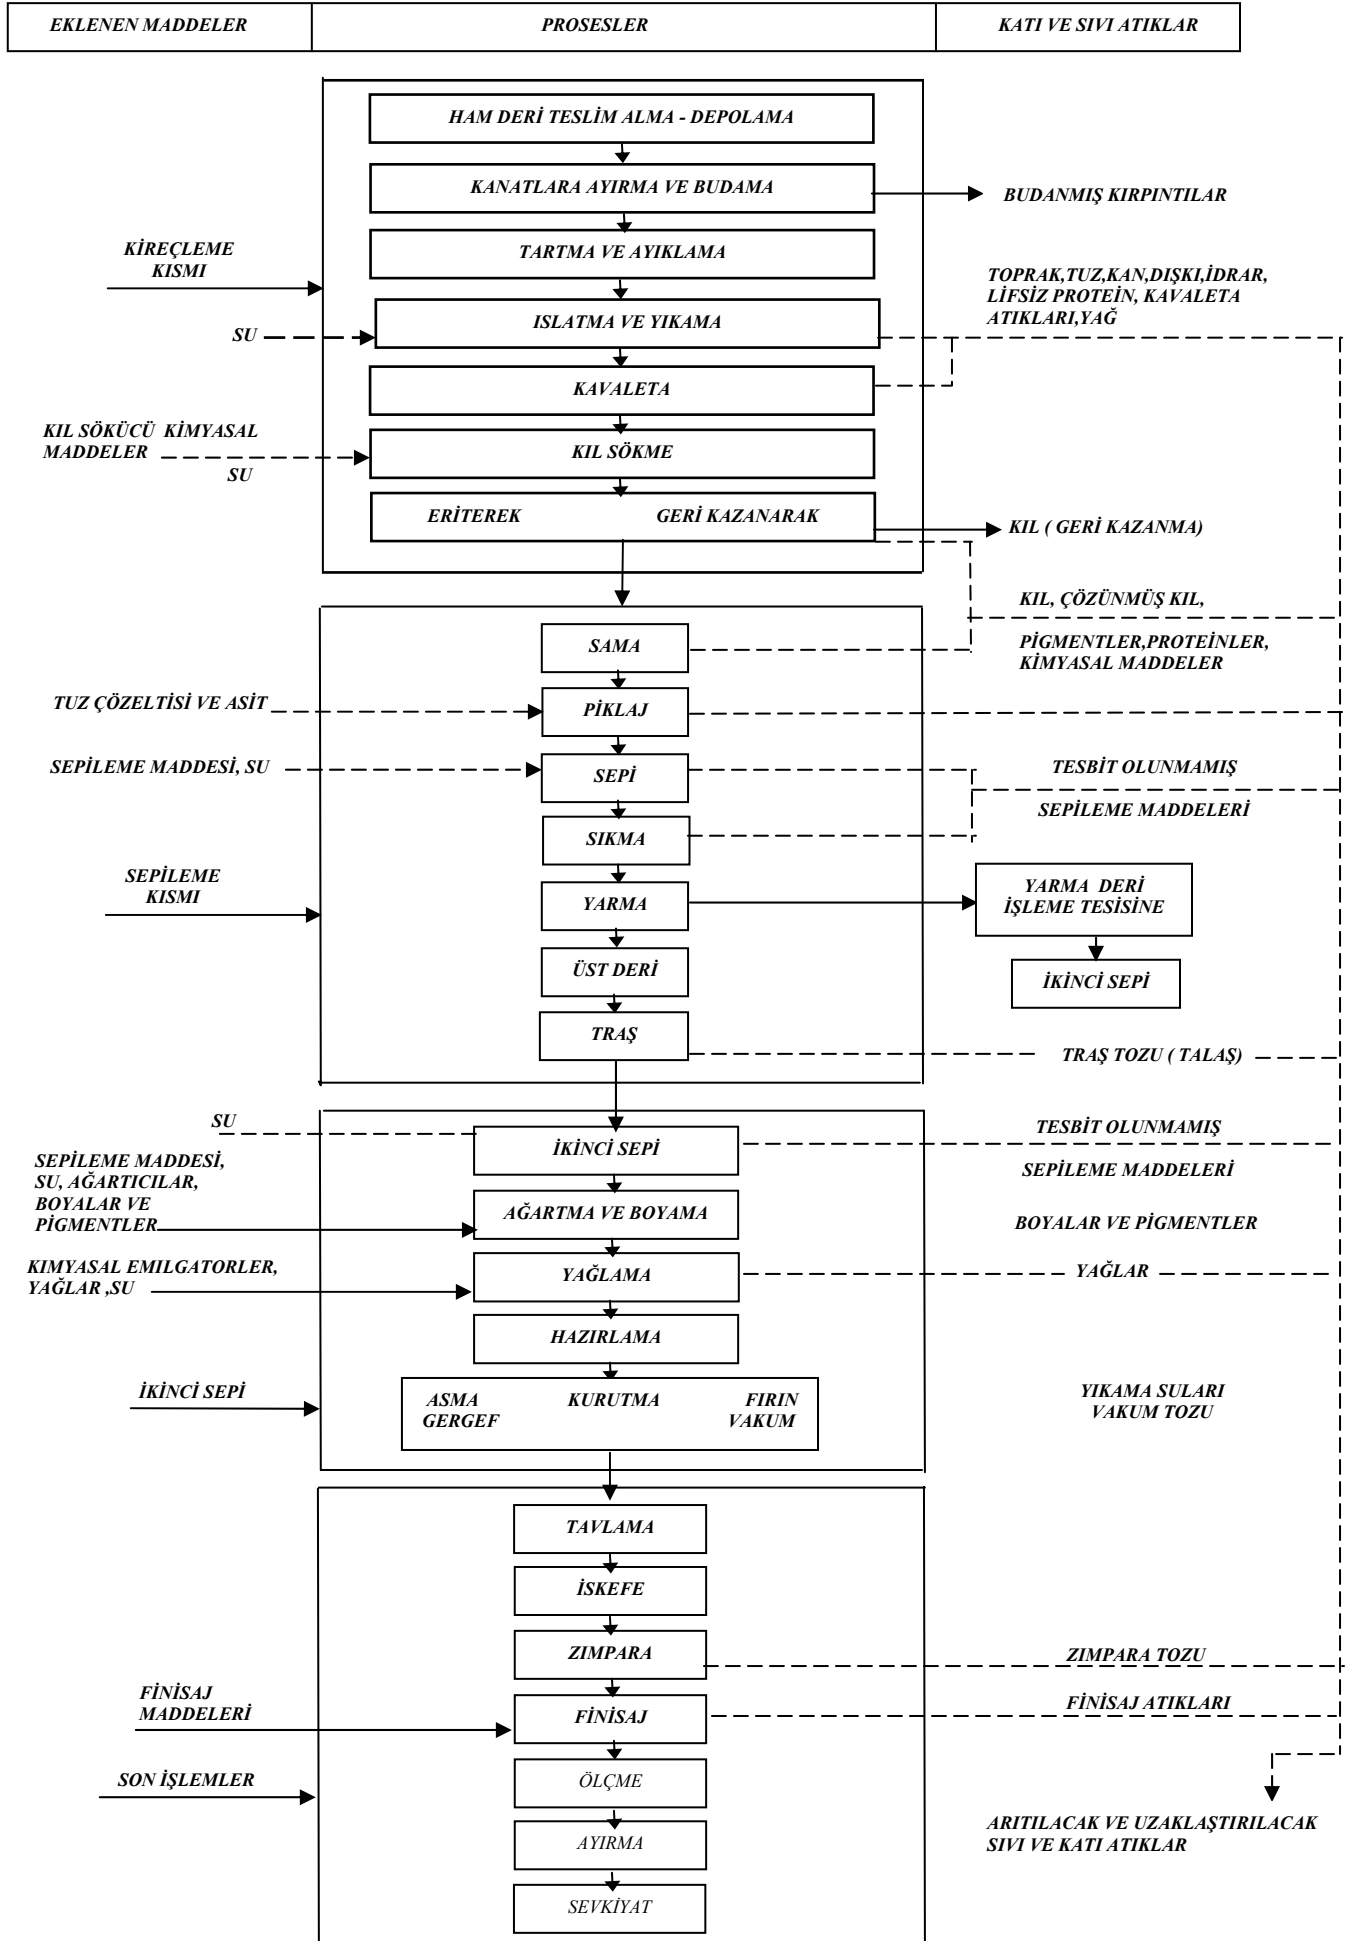 EKLENEN MADDELER
PROSESLER
KATI VE SIVI ATIKLAR
HAM DERİ TESLİM ALMA - DEPOLAMA
KANATLARA AYIRMA VE BUDAMA
BUDANMIŞ KIRPINTILAR
TARTMA VE AYIKLAMA
KİREÇLEME
KISMI
TOPRAK,TUZ,KAN,DIŞKI,İDRAR,
LİFSİZ PROTEİN, KAVALETA
ATIKLARI,YAĞ
ISLATMA VE YIKAMA
SU
KAVALETA
KIL SÖKÜCÜ KİMYASAL
MADDELER
SU
KIL SÖKME
ERİTEREK GERİ KAZANARAK
KIL ( GERİ KAZANMA)
KIL, ÇÖZÜNMÜŞ KIL,
PİGMENTLER,PROTEİNLER,
KİMYASAL MADDELER
SAMA
TUZ ÇÖZELTİSİ VE ASİT
PİKLAJ
SEPİLEME MADDESİ, SU
SEPİ
TESBİT OLUNMAMIŞ
SEPİLEME MADDELERİ
SIKMA
SEPİLEME
KISMI
YARMA
YARMA DERİ
İŞLEME TESİSİNE
ÜST DERİ
İKİNCİ SEPİ
TRAŞ
TRAŞ TOZU ( TALAŞ)
SU
İKİNCİ SEPİ
TESBİT OLUNMAMIŞ
SEPİLEME MADDELERİ
SEPİLEME MADDESİ,
SU, AĞARTICILAR,
BOYALAR VE
PİGMENTLER
AĞARTMA VE BOYAMA
BOYALAR VE PİGMENTLER
KIMYASAL EMILGATORLER,
YAĞLAR ,SU
YAĞLAMA
YAĞLAR
HAZIRLAMA
İKİNCİ SEPİ
ASMA KURUTMA FIRIN
GERGEF VAKUM
YIKAMA SULARI
VAKUM TOZU
TAVLAMA
İSKEFE
ZIMPARA
ZIMPARA TOZU
FİNİSAJ
MADDELERİ
FİNİSAJ
FİNİSAJ ATIKLARI
SON İŞLEMLER
ÖLÇME
AYIRMA
ARITILACAK VE UZAKLAŞTIRILACAK
SIVI VE KATI ATIKLAR
SEVKİYAT